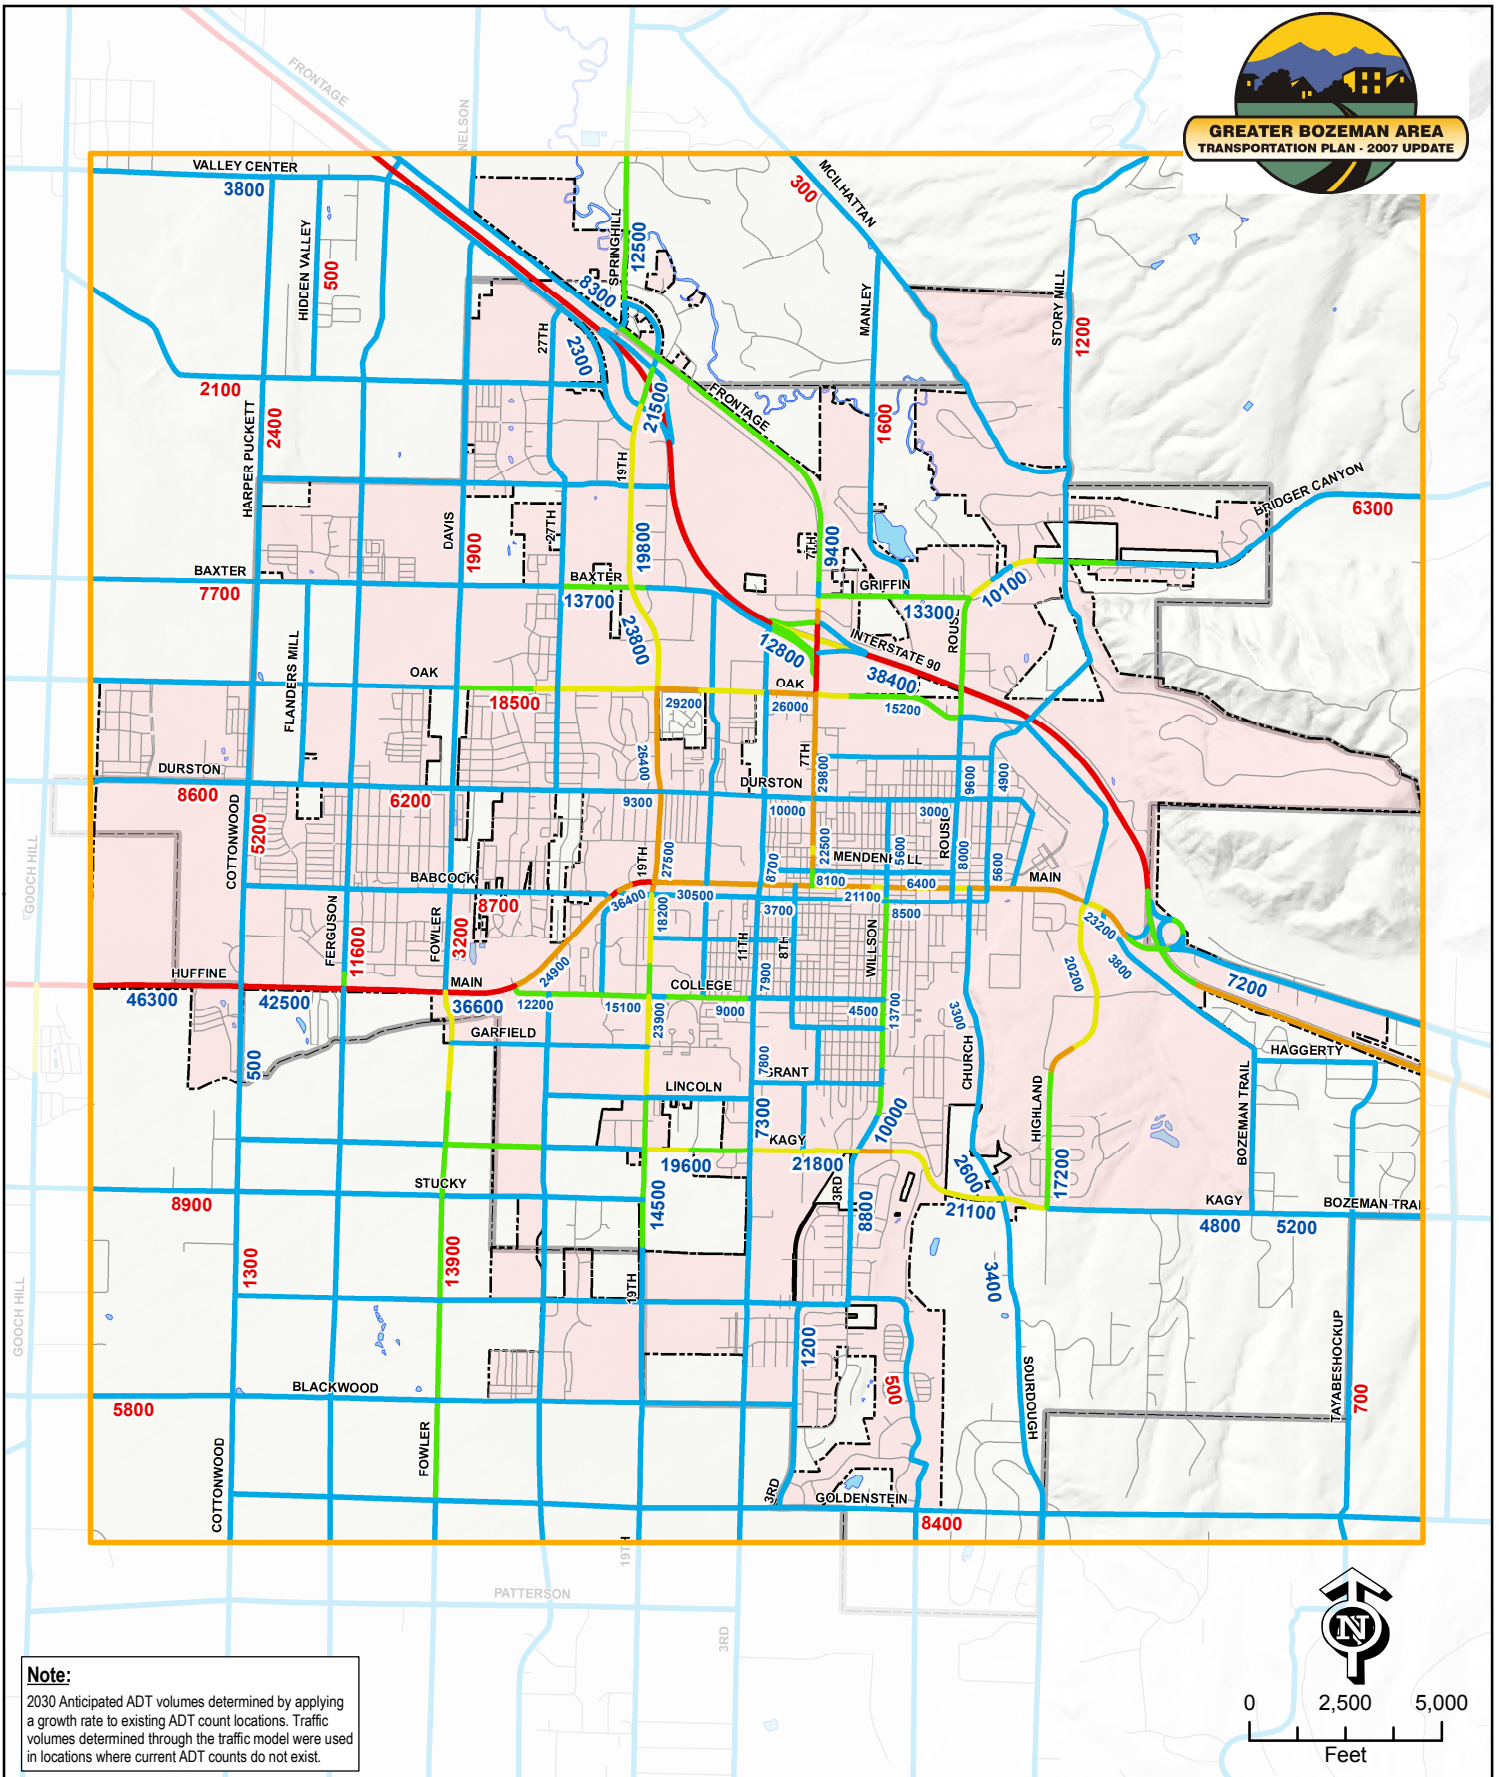 GREATER BOZEMAN AREA
TRANSPORTATION PLAN - 2007 UPDATE
FRONTAGE
NELSON
VALLEY CENTER
3800
MCILHATTAN
300
HIDDEN VALLEY
500
SPRINGHILL
12500
8300
27TH
2300
MANLEY
STORY MILL
1200
2100
HARPER PUCKETT
2400
21500
FRONTAGE
1600
19TH
BRIDGER CANYON
6300
DAVIS
1900
27TH
19800
7TH
9400
BAXTER
7700
BAXTER
13700
GRIFFIN
13300
10100
ROUSE
23800
12800
INTERSTATE 90
38400
FLANDERS MILL
OAK
18500
OAK
29200
26000
15200
26400
7TH
29800
9600
4900
DURSTON
8600
6200
DURSTON
9300
10000
3000
COTTONWOOD
5200
19TH
27500
8700
22500
MENDENHALL
5600
ROUSE
8000
5600
BABCOCK
8700
8100
6400
MAIN
GOOCH HILL
36400
30500
3700
21100
8500
FERGUSON
11600
FOWLER
3200
18200
11TH
8TH
WILLSON
23200
3800
20200
24900
7900
HUFFINE
46300
42500
MAIN
36600
12200
15100
COLLEGE
9000
4500
13700
3300
7200
GARFIELD
23900
500
7800
GRANT
CHURCH
HAGGERTY
LINCOLN
7300
10000
HIGHLAND
BOZEMAN TRAIL
KAGY
19600
21800
2600
17200
STUCKY
8900
14500
3RD
8800
21100
KAGY
4800
5200
BOZEMAN TRAI
1300
13900
19TH
3400
GOOCH HILL
1200
500
SOURDOUGH
TAYABESHOCKUP
700
BLACKWOOD
5800
COTTONWOOD
FOWLER
3RD
GOLDENSTEIN
8400
19TH
PATTERSON
3RD
N
Note:
2030 Anticipated ADT volumes determined by applying
a growth rate to existing ADT count locations. Traffic
volumes determined through the traffic model were used
in locations where current ADT counts do not exist.
0 2,500 5,000
Feet